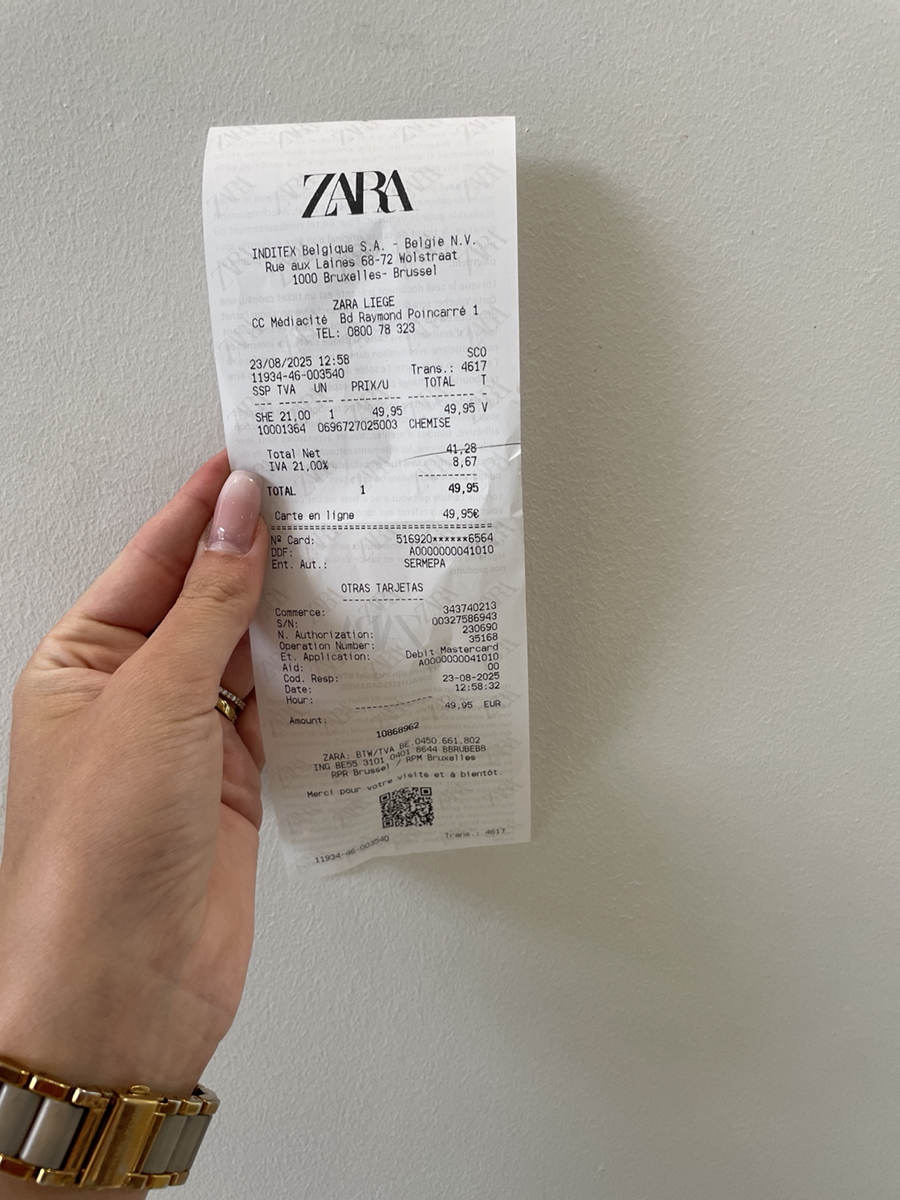 ZARA
INDITEX Belgique S.A. - Belgie N.V.
Rue aux Laines 68-72 Wolstraat
1000 Bruxelles- Brussel
ZARA LIEGE
CC Médiacité Bd Raymond Poincarré 1
TEL: 0800 78 323
23/08/2025 12:58 SCO
11934-46-003540 Trans.: 4617
SSP TVA UN PRIX/U TOTAL T
SHE 21,00 1 49,95 49,95 V
10001364 0696727025003 CHEMISE
Total Net 41,28
IVA 21,00% 8,67
TOTAL 1 49,95
Carte en ligne 49,95€
Nº Card: 516920******6564
DDF: A0000000041010
Ent. Aut.: SERMEPA
OTRAS TARJETAS
Commerce: 343740213
S/N: 00327586943
N. Authorization: 230690
Operation Number: 35168
Et. Application: Debit Mastercard
Aid: A0000000041010
Cod. Resp: 00
Date: 23-08-2025
Hour: 12:58:32
Amount: 49,95 EUR
10868962
ZARA: BTW/TVA BE 0450.661.802
ING BE55 3101 0401 8644 BBRUBEBB
RPR Brussel / RPM Bruxelles
Merci pour votre visite et à bientôt.
11934-46-003540 Trans.: 4617